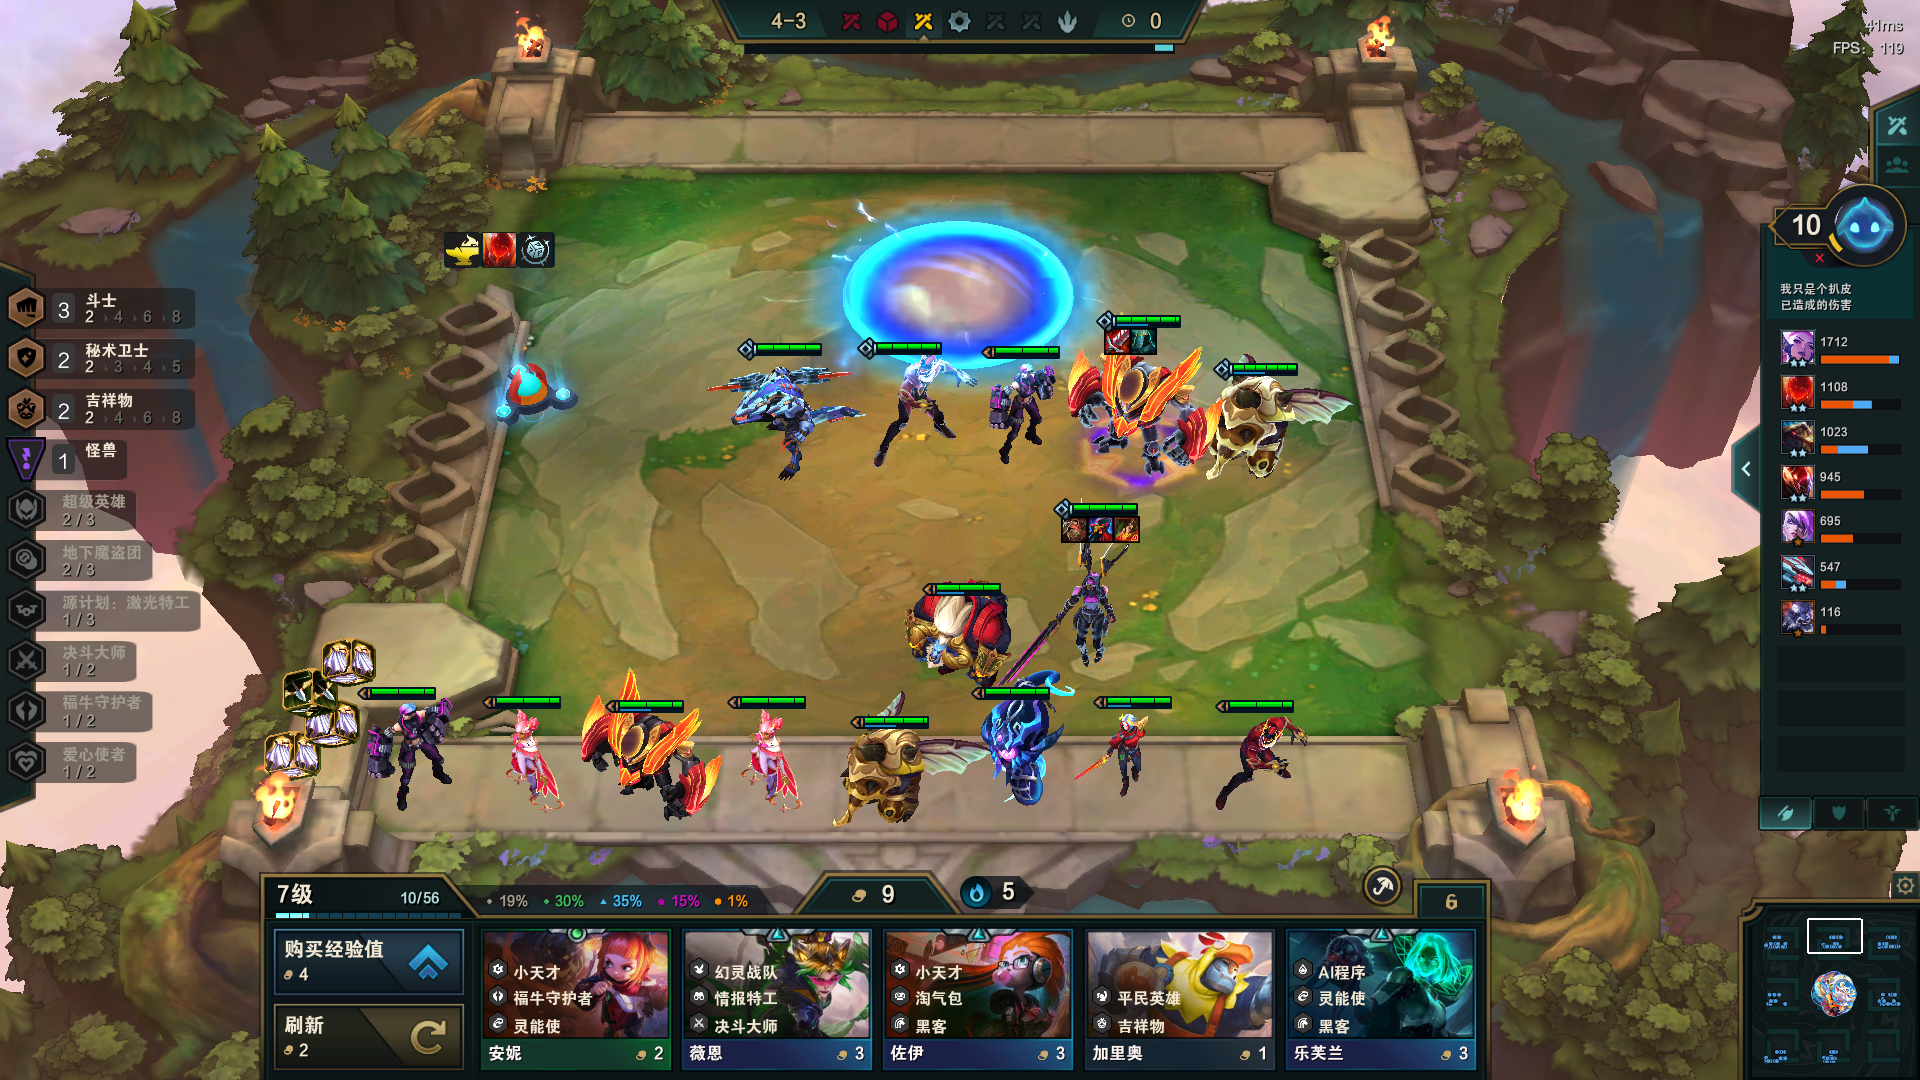 4-3
0
41ms
FPS: 119
10
我只是个扒皮
已造成的伤害
1712
1108
1023
945
695
547
116
3
斗士
2 › 4 › 6 › 8
2
秘术卫士
2 › 3 › 4 › 5
2
吉祥物
2 › 4 › 6 › 8
1
怪兽
超级英雄
2 / 3
地下魔盗团
2 / 3
源计划：激光特工
1 / 3
决斗大师
1 / 2
福牛守护者
1 / 2
爱心使者
1 / 2
7级
10/56
19%
30%
35%
15%
1%
9
5
6
购买经验值
4
刷新
2
小天才
福牛守护者
灵能使
安妮
2
幻灵战队
情报特工
决斗大师
薇恩
3
小天才
淘气包
黑客
佐伊
3
平民英雄
吉祥物
加里奥
1
AI程序
灵能使
黑客
乐芙兰
3